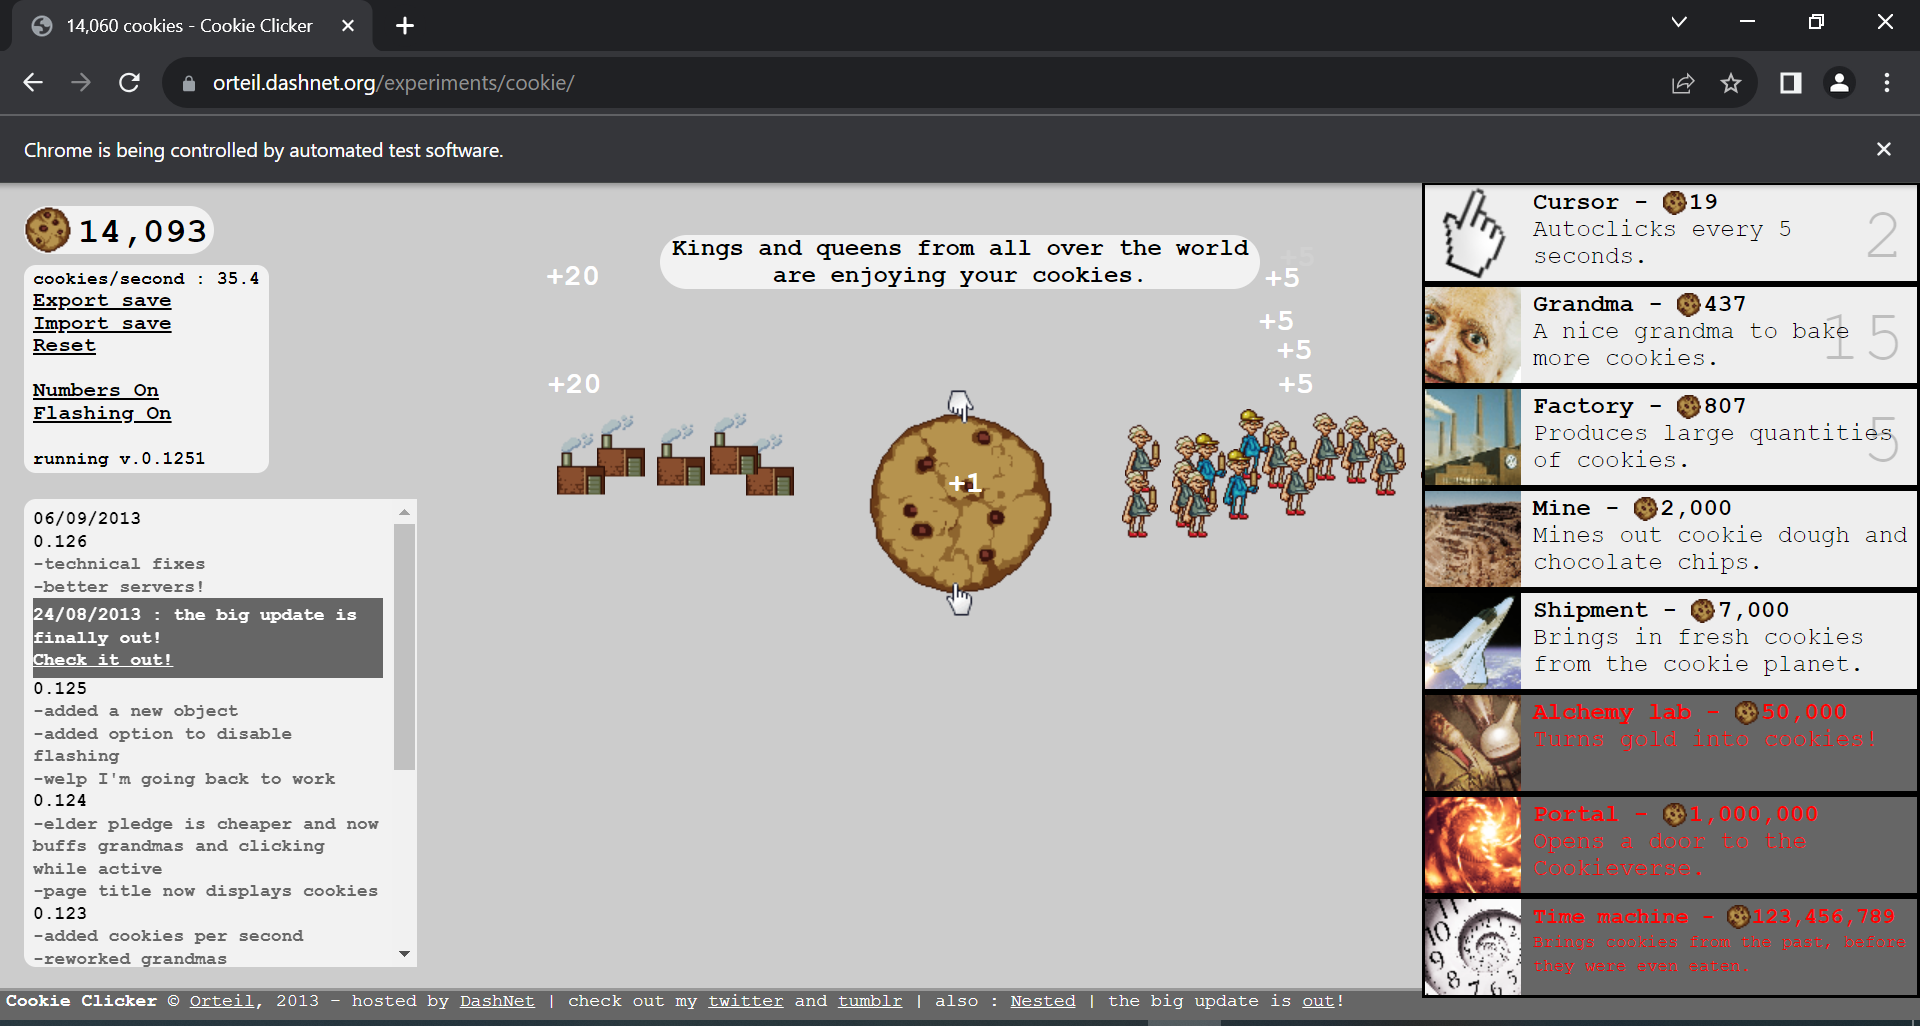 14,060 cookies - Cookie Clicker
orteil.dashnet.org/experiments/cookie/
Chrome is being controlled by automated test software.
14,093
cookies/second : 35.4
Export save
Import save
Reset
Numbers On
Flashing On
running v.0.1251
06/09/2013
0.126
-technical fixes
-better servers!
24/08/2013 : the big update is
finally out!
Check it out!
0.125
-added a new object
-added option to disable
flashing
-welp I'm going back to work
0.124
-elder pledge is cheaper and now
buffs grandmas and clicking
while active
-page title now displays cookies
0.123
-added cookies per second
-reworked grandmas
Kings and queens from all over the world
are enjoying your cookies.
+20
+20
+1
+5
+5
+5
+5
+5
Cursor - 19
Autoclicks every 5
seconds.
2
Grandma - 437
A nice grandma to bake
more cookies.
15
Factory - 807
Produces large quantities
of cookies.
5
Mine - 2,000
Mines out cookie dough and
chocolate chips.
Shipment - 7,000
Brings in fresh cookies
from the cookie planet.
Alchemy lab - 50,000
Turns gold into cookies!
Portal - 1,000,000
Opens a door to the
Cookieverse.
Time machine - 123,456,789
Brings cookies from the past, before
they were even eaten.
Cookie Clicker © Orteil, 2013 - hosted by DashNet | check out my twitter and tumblr | also : Nested | the big update is out!